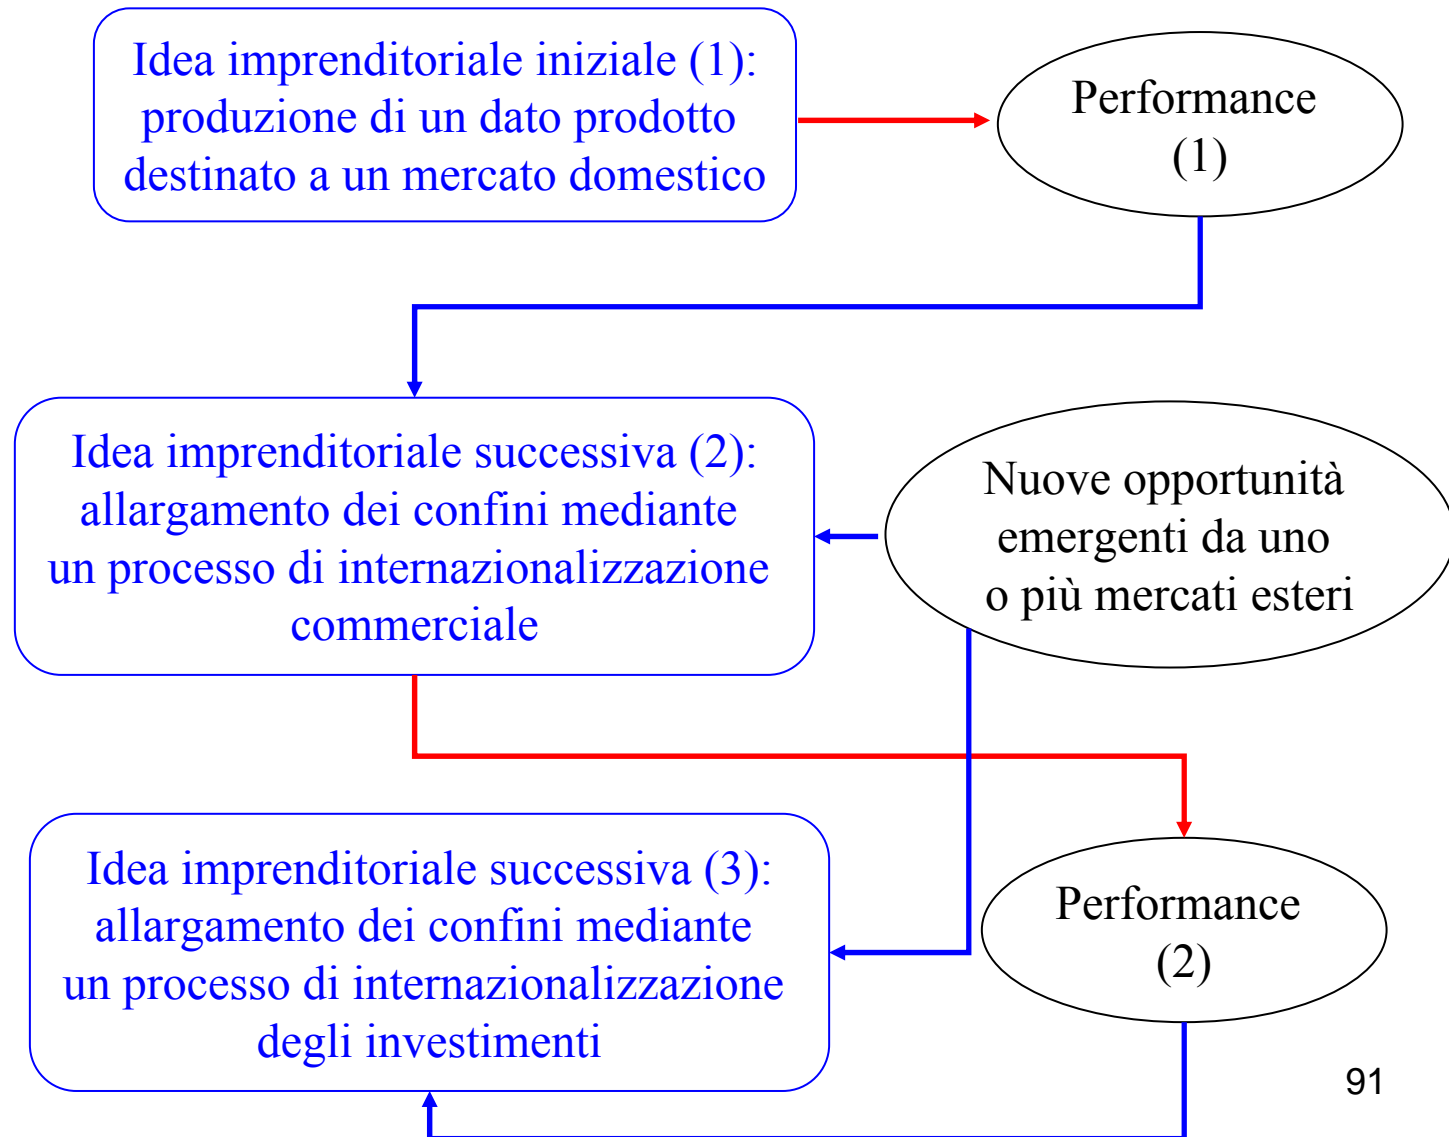 Idea imprenditoriale iniziale (1):
produzione di un dato prodotto
destinato a un mercato domestico
Performance
(1)
Idea imprenditoriale successiva (2):
allargamento dei confini mediante
un processo di internazionalizzazione
commerciale
Nuove opportunità
emergenti da uno
o più mercati esteri
Idea imprenditoriale successiva (3):
allargamento dei confini mediante
un processo di internazionalizzazione
degli investimenti
Performance
(2)
91